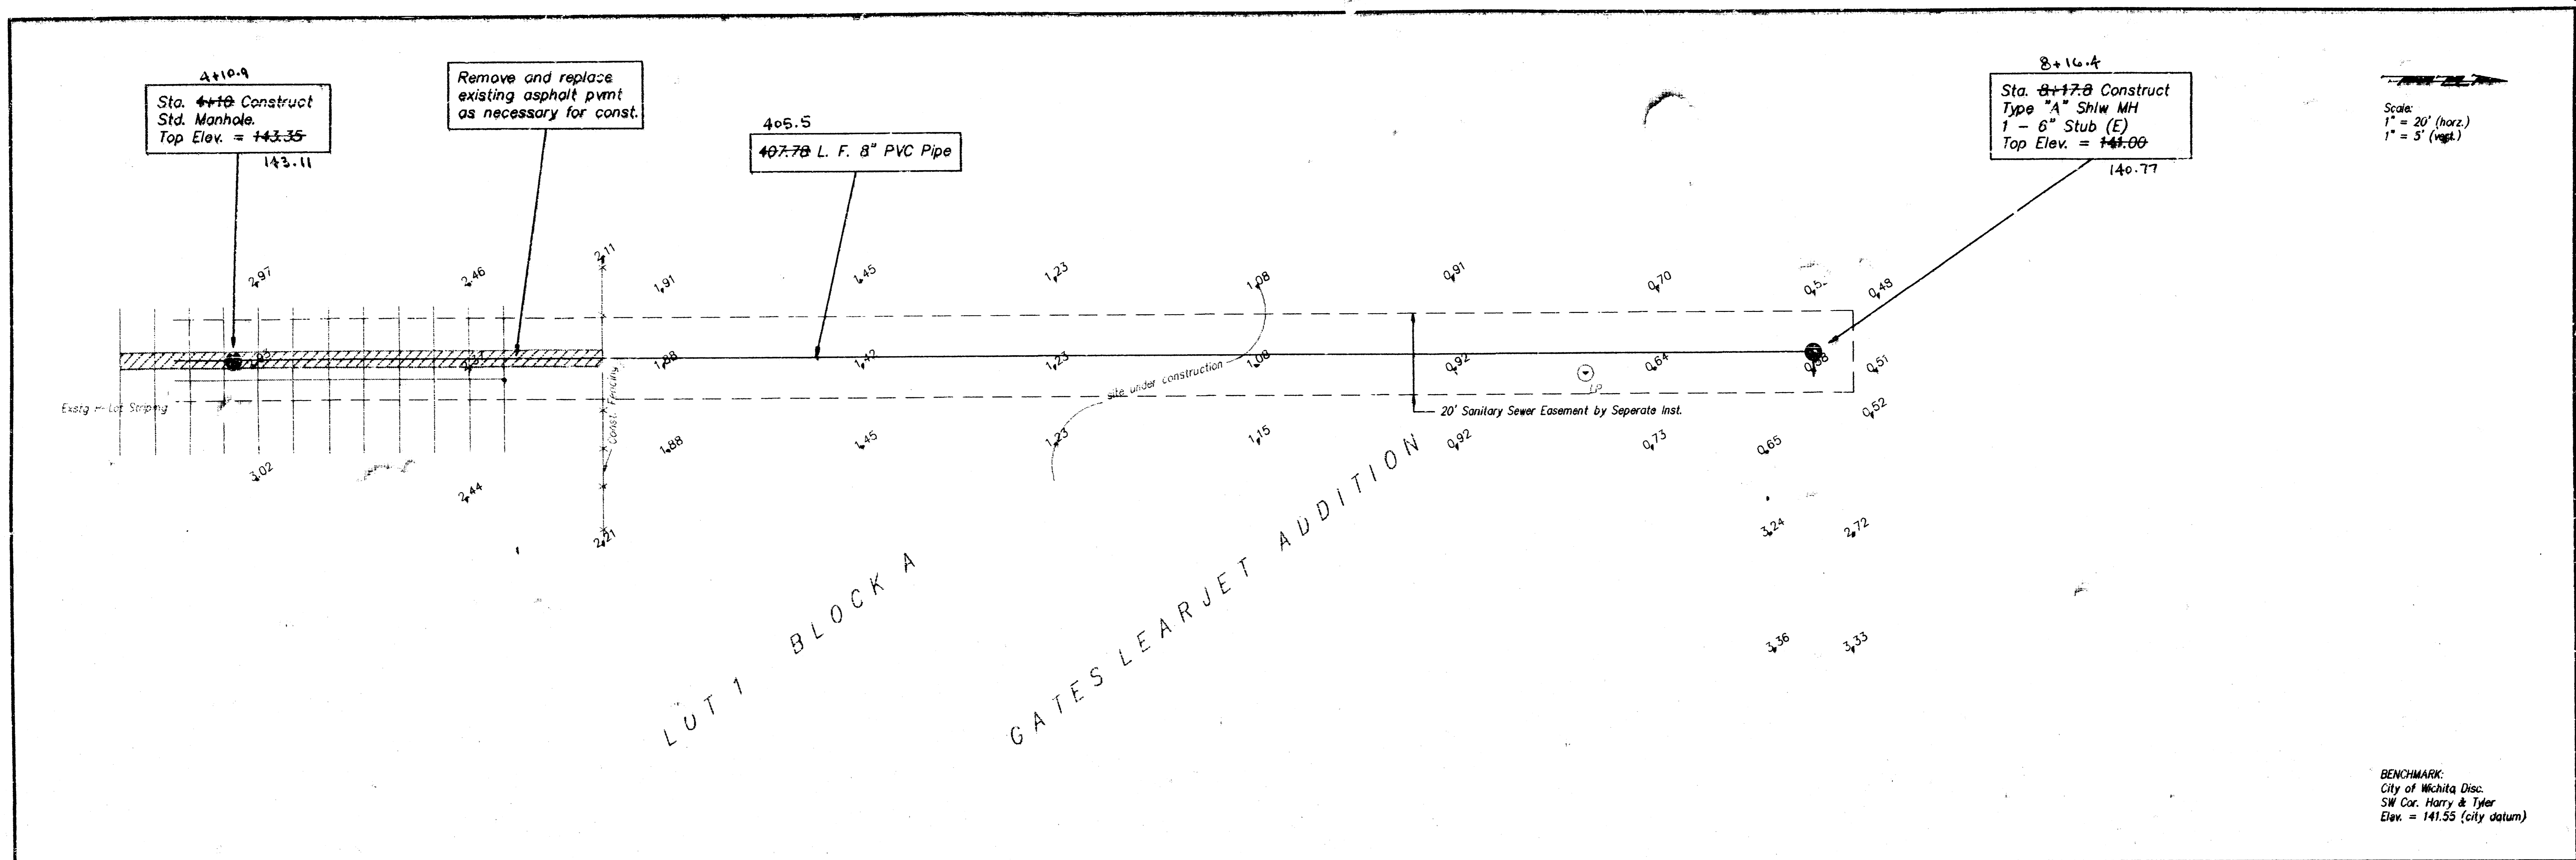 4+10.9
Sta. 4+10 Construct
Std. Manhole.
Top Elev. = 143.35
143.11
Remove and replace
existing asphalt pvmt
as necessary for const.
405.5
407.78 L. F. 8" PVC Pipe
8+16.4
Sta. 8+17.8 Construct
Type "A" Shlw MH
1 - 6" Stub (E)
Top Elev. = 141.00
140.77
Scale:
1" = 20' (horz.)
1" = 5' (vert.)
2.97
2.46
2.11
1.91
1.45
1.23
1.08
0.91
0.70
0.48
2.93
1.88
1.42
1.23
1.08
0.92
0.64
0.58
0.51
site under construction
LP
Const. Fencing
Lot Striping
20' Sanitary Sewer Easement by Seperate Inst.
0.52
3.02
2.44
2.21
1.88
1.45
1.23
1.15
0.92
0.73
0.65
3.24
2.72
3.36
3.33
LOT 1 BLOCK A
GATES LEARJET ADDITION
BENCHMARK:
City of Wichita Disc.
SW Cor. Harry & Tyler
Elev. = 141.55 (city datum)